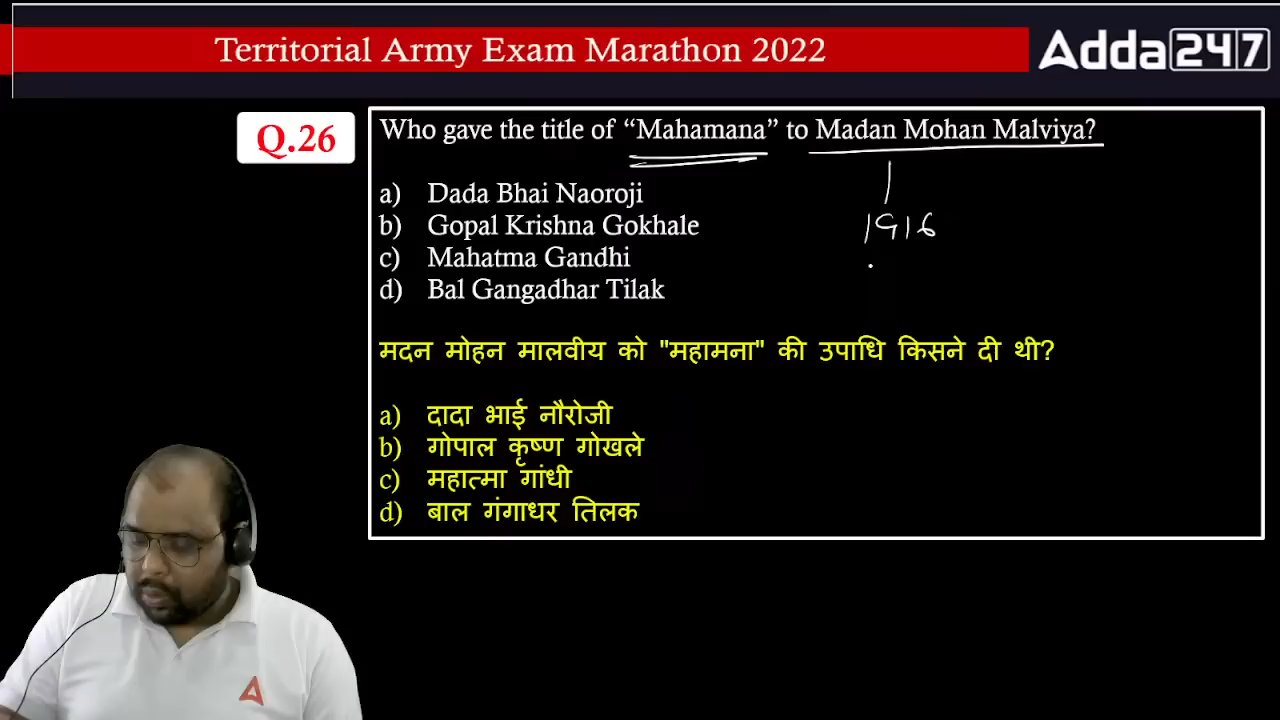 Territorial Army Exam Marathon 2022
Adda247
Q.26
Who gave the title of “Mahamana” to Madan Mohan Malviya?
a) Dada Bhai Naoroji
b) Gopal Krishna Gokhale
c) Mahatma Gandhi
d) Bal Gangadhar Tilak
1916
मदन मोहन मालवीय को "महामना" की उपाधि किसने दी थी?
a) दादा भाई नौरोजी
b) गोपाल कृष्ण गोखले
c) महात्मा गांधी
d) बाल गंगाधर तिलक